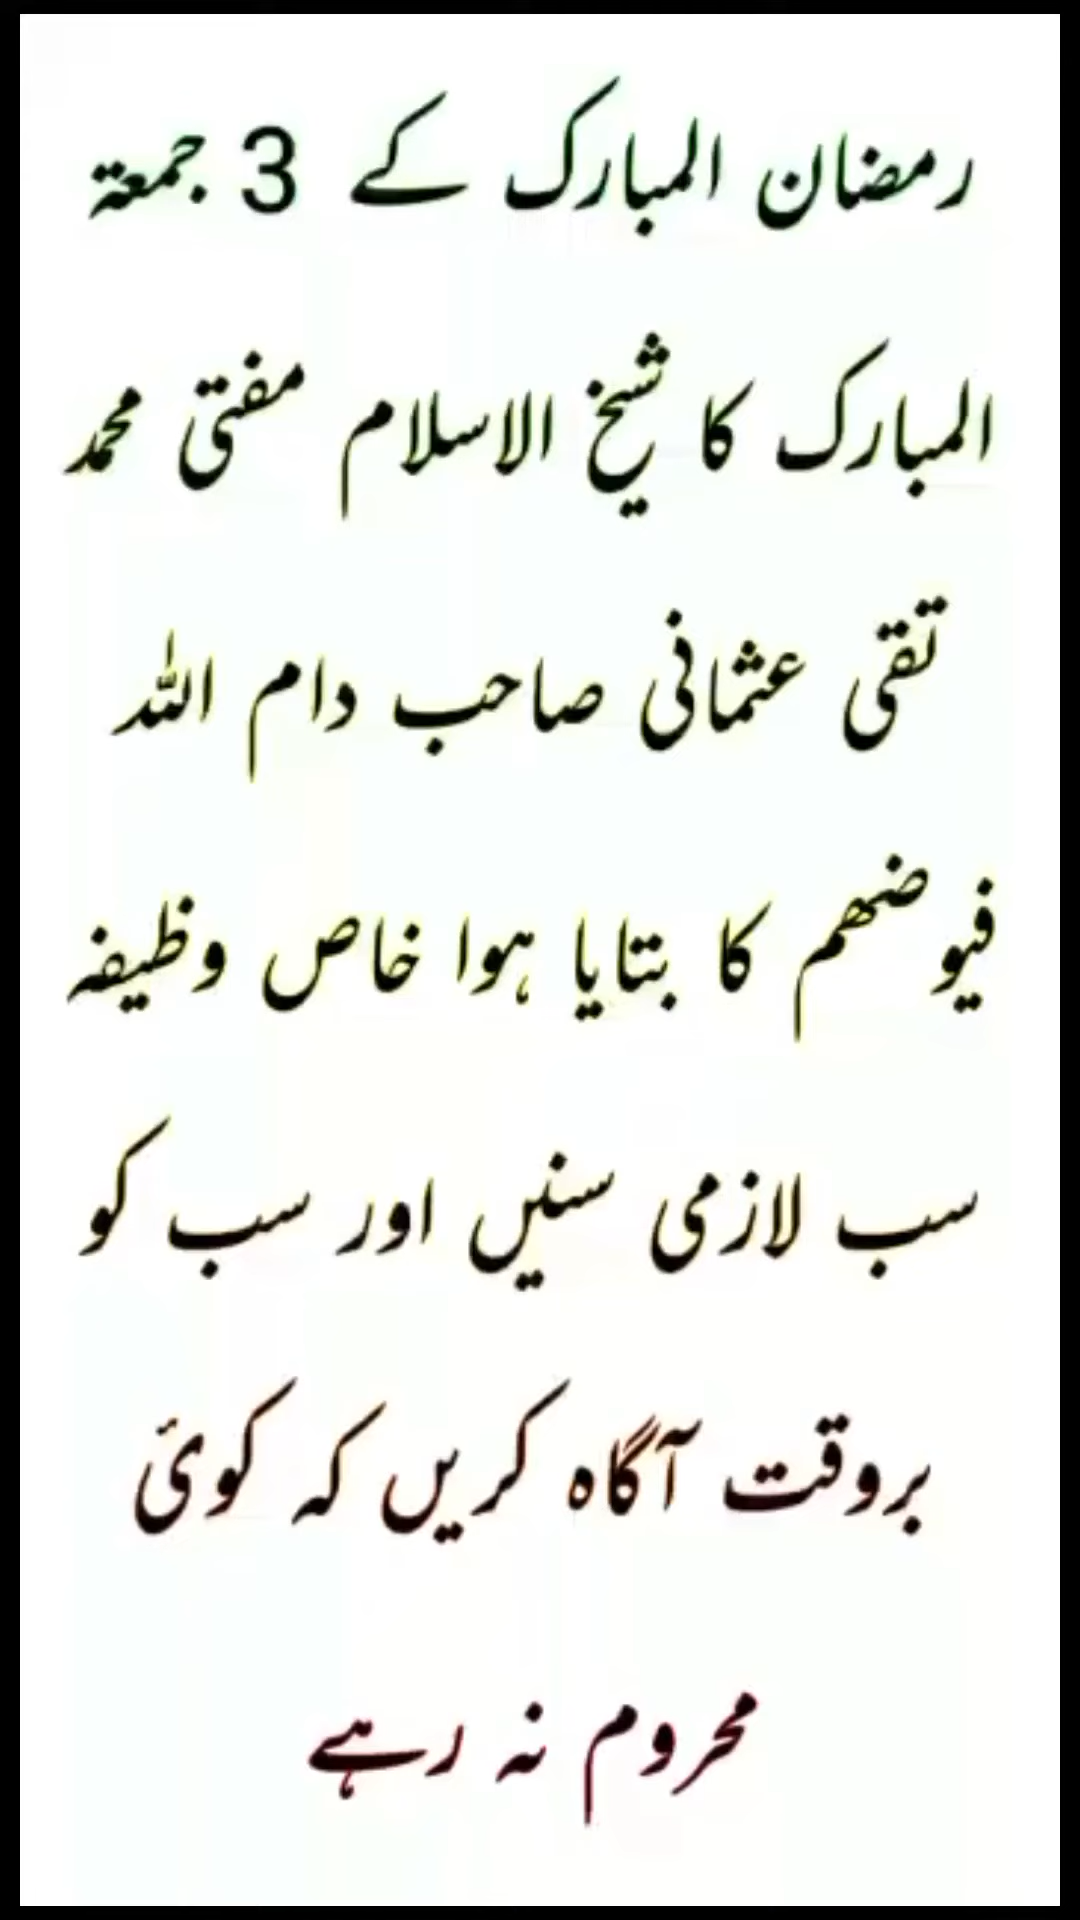 رمضان المبارک کے 3 جمعۃ
المبارک کا شیخ الاسلام مفتی محمد
تقی عثمانی صاحب دام اللہ
فیوضھم کا بتایا ہوا خاص وظیفہ
سب لازمی سنیں اور سب کو
بروقت آگاہ کریں کہ کوئ
محروم نہ رہے